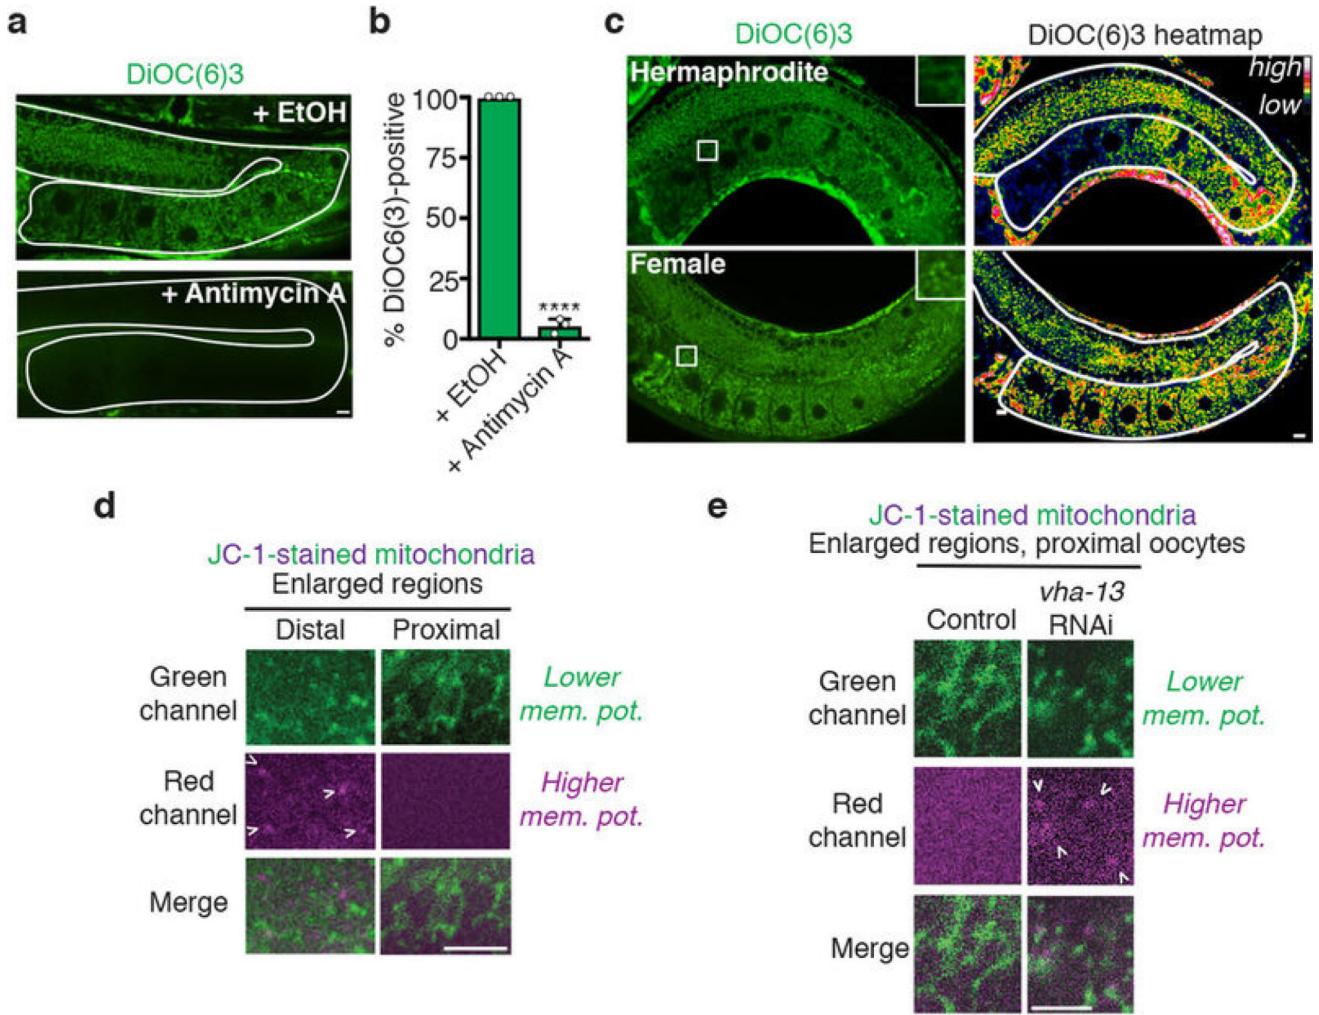 a
DiOC(6)3
+ EtOH
+ Antimycin A
b
% DiOC6(3)-positive
100
75
50
25
0
****
+ EtOH
+ Antimycin A
c
DiOC(6)3
DiOC(6)3 heatmap
Hermaphrodite
high
low
Female
d
JC-1-stained mitochondria
Enlarged regions
Distal
Proximal
Green
channel
Lower
mem. pot.
Red
channel
Higher
mem. pot.
Merge
e
JC-1-stained mitochondria
Enlarged regions, proximal oocytes
Control
vha-13
RNAi
Green
channel
Lower
mem. pot.
Red
channel
Higher
mem. pot.
Merge